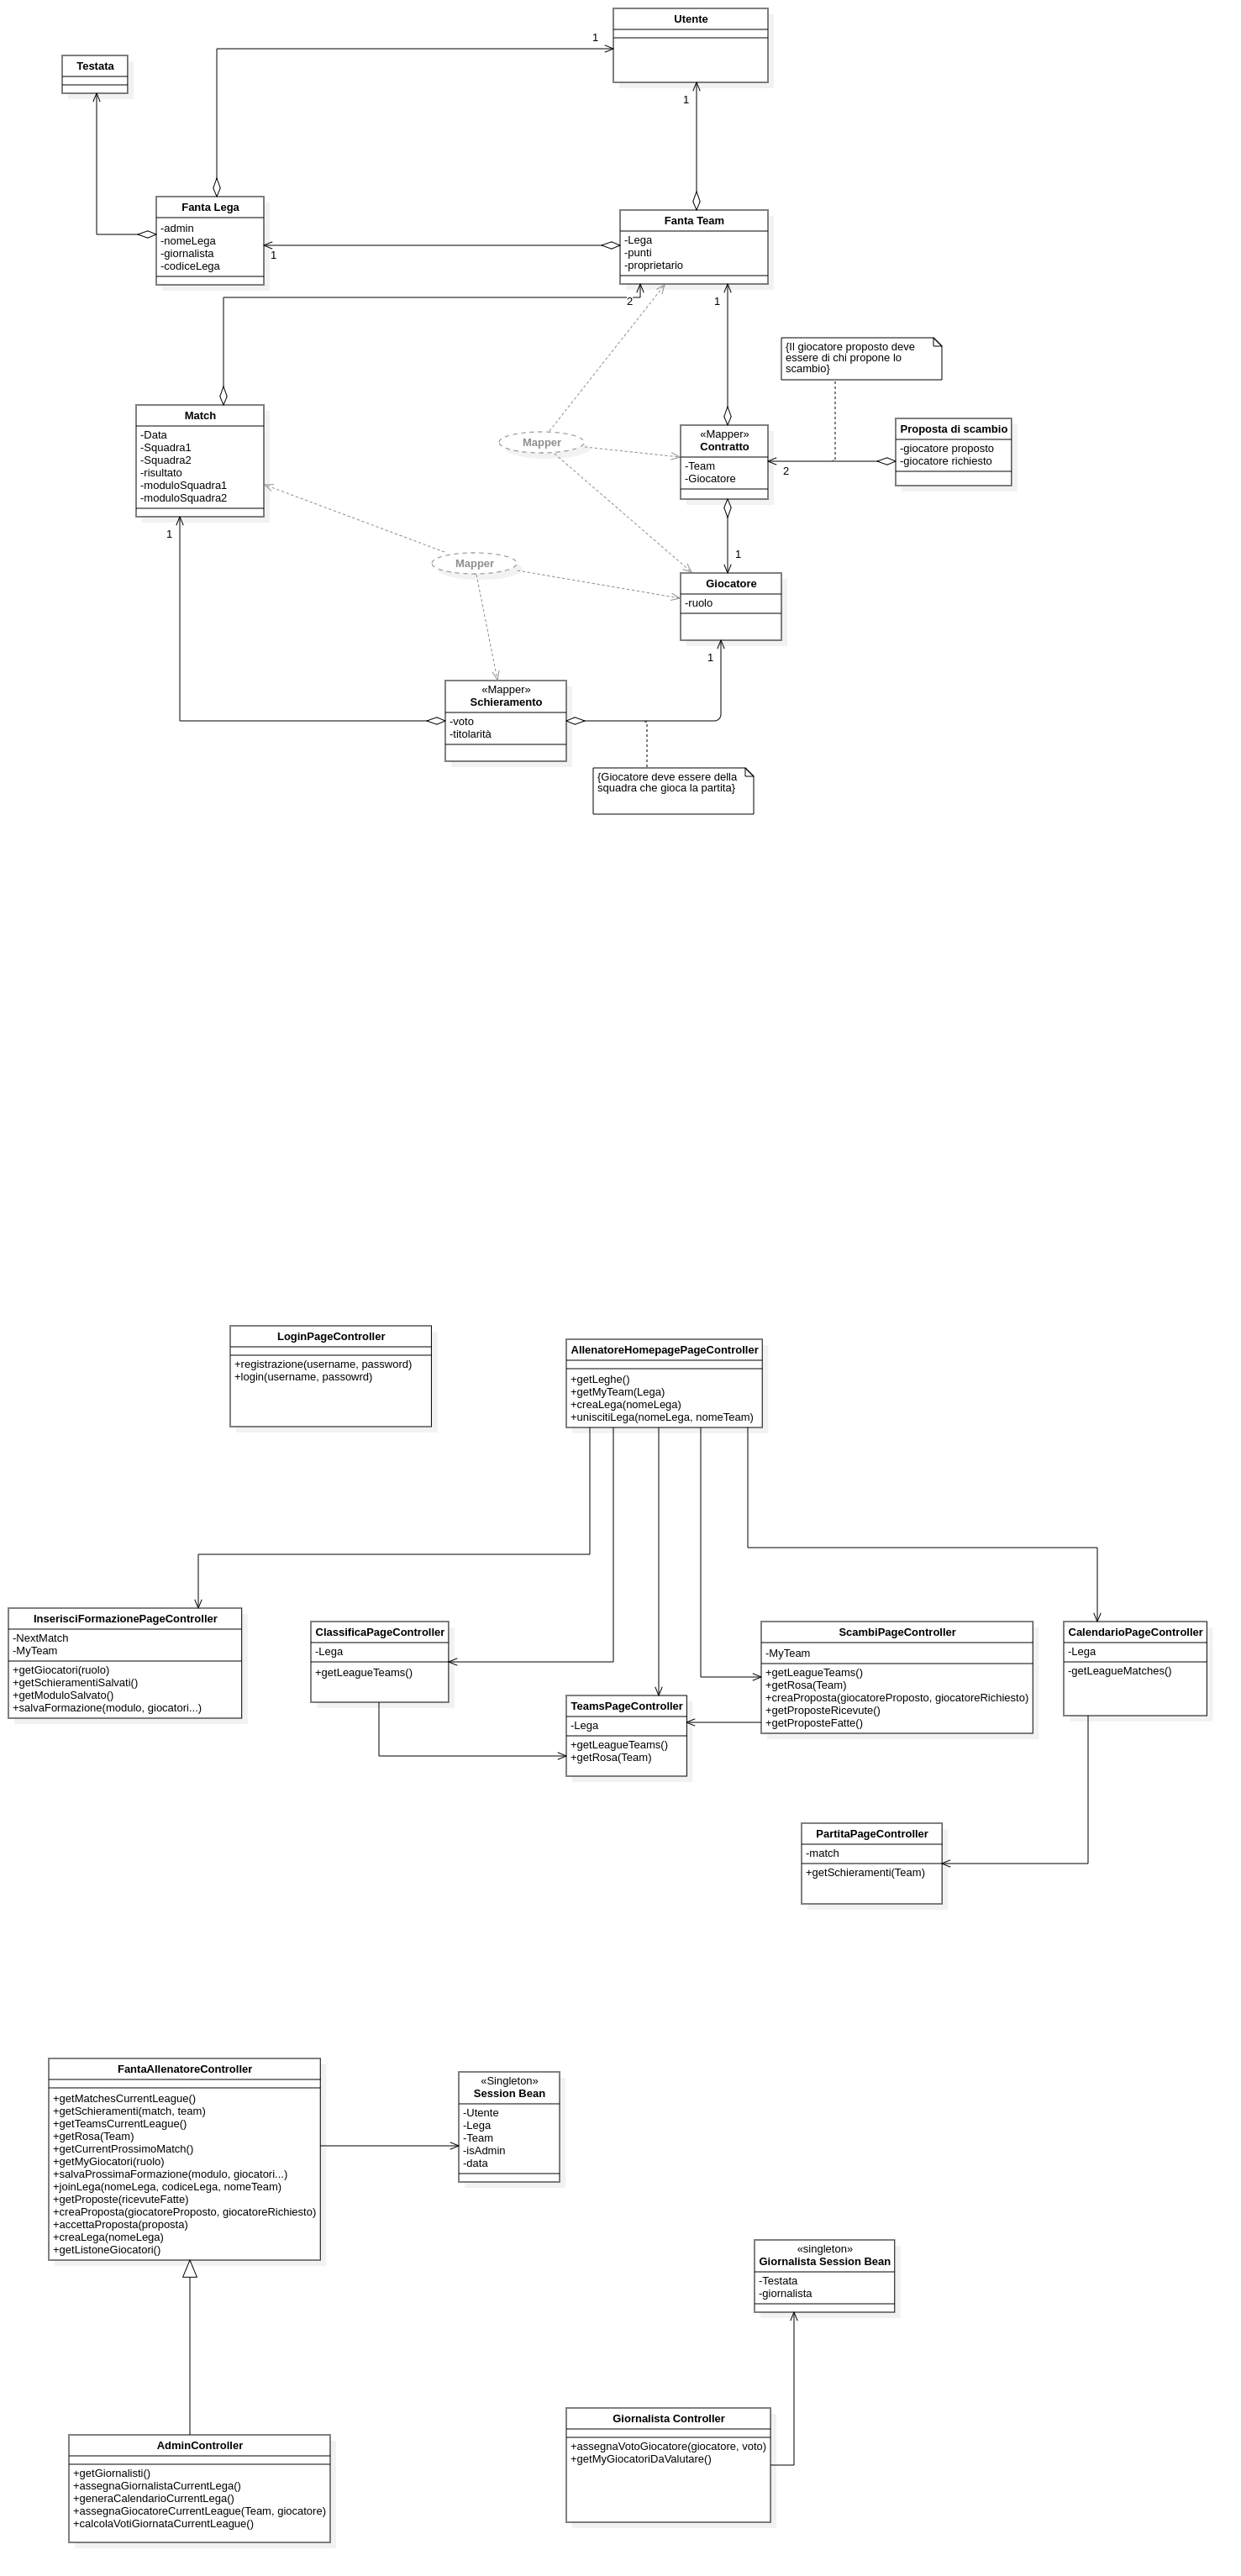 Utente
1
Testata
1
Fanta Lega
-admin
-nomeLega
-giornalista
-codiceLega
1
Fanta Team
-Lega
-punti
-proprietario
2
1
{Il giocatore proposto deve
essere di chi propone lo
scambio}
Match
-Data
-Squadra1
-Squadra2
-risultato
-moduloSquadra1
-moduloSquadra2
Mapper
«Mapper»
Contratto
-Team
-Giocatore
2
Proposta di scambio
-giocatore proposto
-giocatore richiesto
1
1
Mapper
Giocatore
-ruolo
1
«Mapper»
Schieramento
-voto
-titolarità
{Giocatore deve essere della
squadra che gioca la partita}
LoginPageController
+registrazione(username, password)
+login(username, passowrd)
AllenatoreHomepagePageController
+getLeghe()
+getMyTeam(Lega)
+creaLega(nomeLega)
+uniscitiLega(nomeLega, nomeTeam)
InserisciFormazionePageController
-NextMatch
-MyTeam
+getGiocatori(ruolo)
+getSchieramentiSalvati()
+getModuloSalvato()
+salvaFormazione(modulo, giocatori...)
ClassificaPageController
-Lega
+getLeagueTeams()
TeamsPageController
-Lega
+getLeagueTeams()
+getRosa(Team)
ScambiPageController
-MyTeam
+getLeagueTeams()
+getRosa(Team)
+creaProposta(giocatoreProposto, giocatoreRichiesto)
+getProposteRicevute()
+getProposteFatte()
CalendarioPageController
-Lega
-getLeagueMatches()
PartitaPageController
-match
+getSchieramenti(Team)
FantaAllenatoreController
+getMatchesCurrentLeague()
+getSchieramenti(match, team)
+getTeamsCurrentLeague()
+getRosa(Team)
+getCurrentProssimoMatch()
+getMyGiocatori(ruolo)
+salvaProssimaFormazione(modulo, giocatori...)
+joinLega(nomeLega, codiceLega, nomeTeam)
+getProposte(ricevuteFatte)
+creaProposta(giocatoreProposto, giocatoreRichiesto)
+accettaProposta(proposta)
+creaLega(nomeLega)
+getListoneGiocatori()
«Singleton»
Session Bean
-Utente
-Lega
-Team
-isAdmin
-data
«singleton»
Giornalista Session Bean
-Testata
-giornalista
Giornalista Controller
+assegnaVotoGiocatore(giocatore, voto)
+getMyGiocatoriDaValutare()
AdminController
+getGiornalisti()
+assegnaGiornalistaCurrentLega()
+generaCalendarioCurrentLega()
+assegnaGiocatoreCurrentLeague(Team, giocatore)
+calcolaVotiGiornataCurrentLeague()